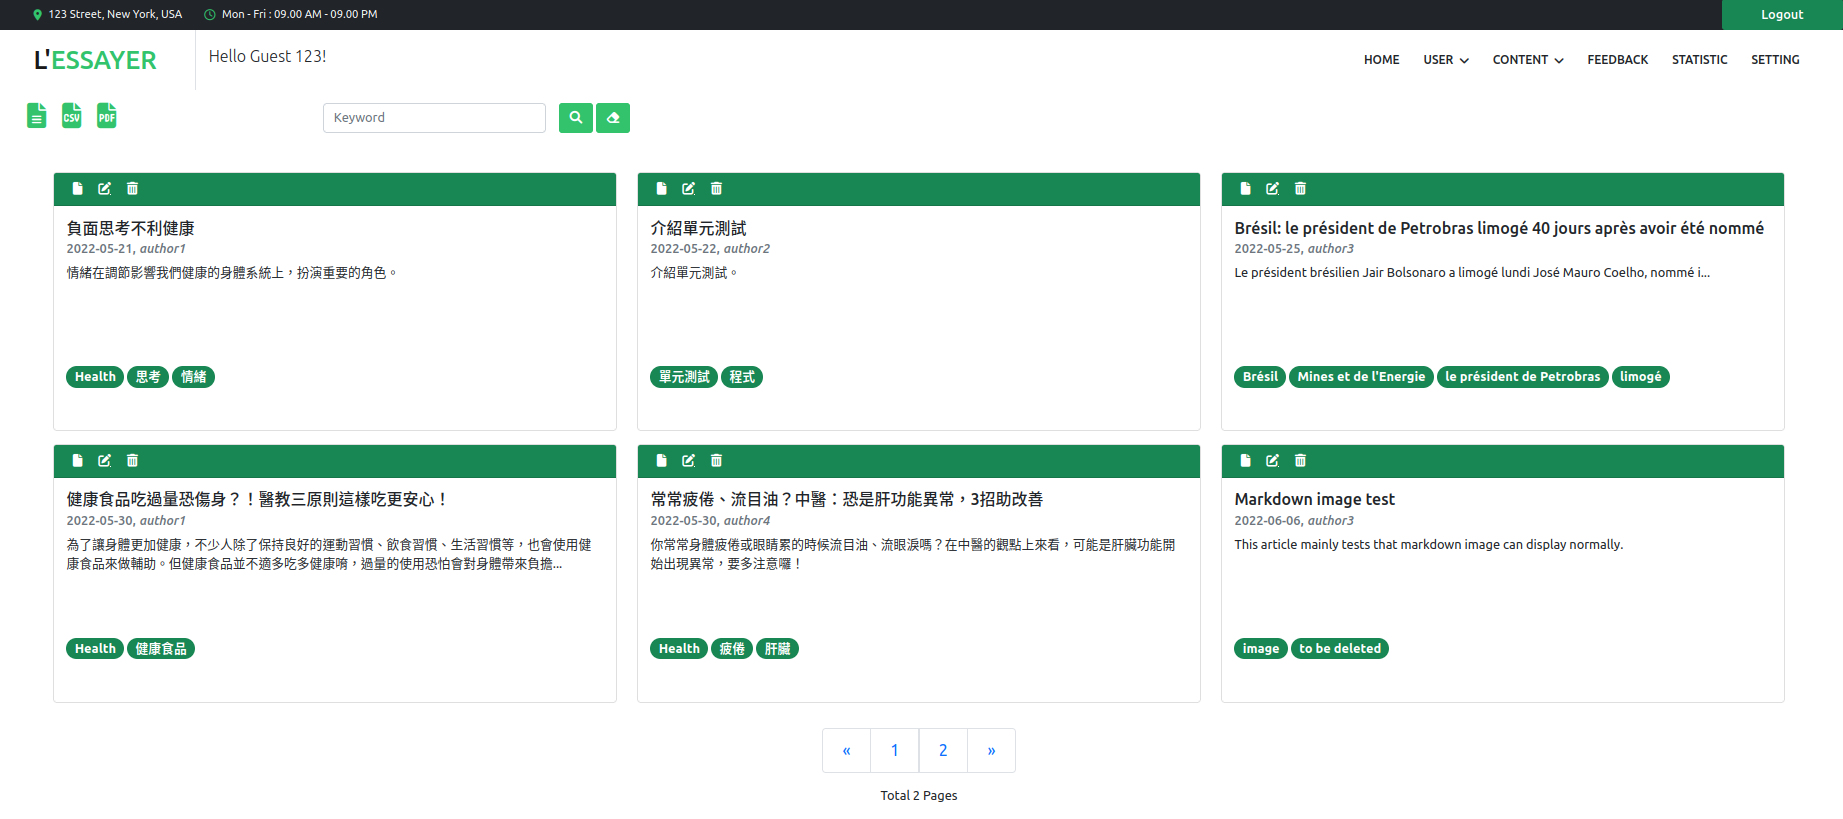 123 Street, New York, USA Mon - Fri : 09.00 AM - 09.00 PM Logout
L'ESSAYER Hello Guest 123! HOME USER CONTENT FEEDBACK STATISTIC SETTING
CSV PDF Keyword
負面思考不利健康
2022-05-21, author1
情緒在調節影響我們健康的身體系統上，扮演重要的角色。
Health 思考 情緒
介紹單元測試
2022-05-22, author2
介紹單元測試。
單元測試 程式
Brésil: le président de Petrobras limogé 40 jours après avoir été nommé
2022-05-25, author3
Le président brésilien Jair Bolsonaro a limogé lundi José Mauro Coelho, nommé i...
Brésil Mines et de l'Energie le président de Petrobras limogé
健康食品吃過量恐傷身？！醫教三原則這樣吃更安心！
2022-05-30, author1
為了讓身體更加健康，不少人除了保持良好的運動習慣、飲食習慣、生活習慣等，也會使用健
康食品來做輔助。但健康食品並不適多吃多健康唷，過量的使用恐怕會對身體帶來負擔...
Health 健康食品
常常疲倦、流目油？中醫：恐是肝功能異常，3招助改善
2022-05-30, author4
你常常身體疲倦或眼睛累的時候流目油、流眼淚嗎？在中醫的觀點上來看，可能是肝臟功能開
始出現異常，要多注意囉！
Health 疲倦 肝臟
Markdown image test
2022-06-06, author3
This article mainly tests that markdown image can display normally.
image to be deleted
« 1 2 »
Total 2 Pages